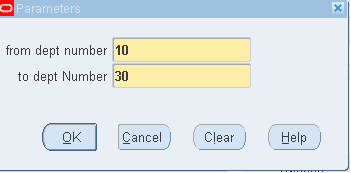 Parameters
from dept number 10
to dept Number 30
OK Cancel Clear Help